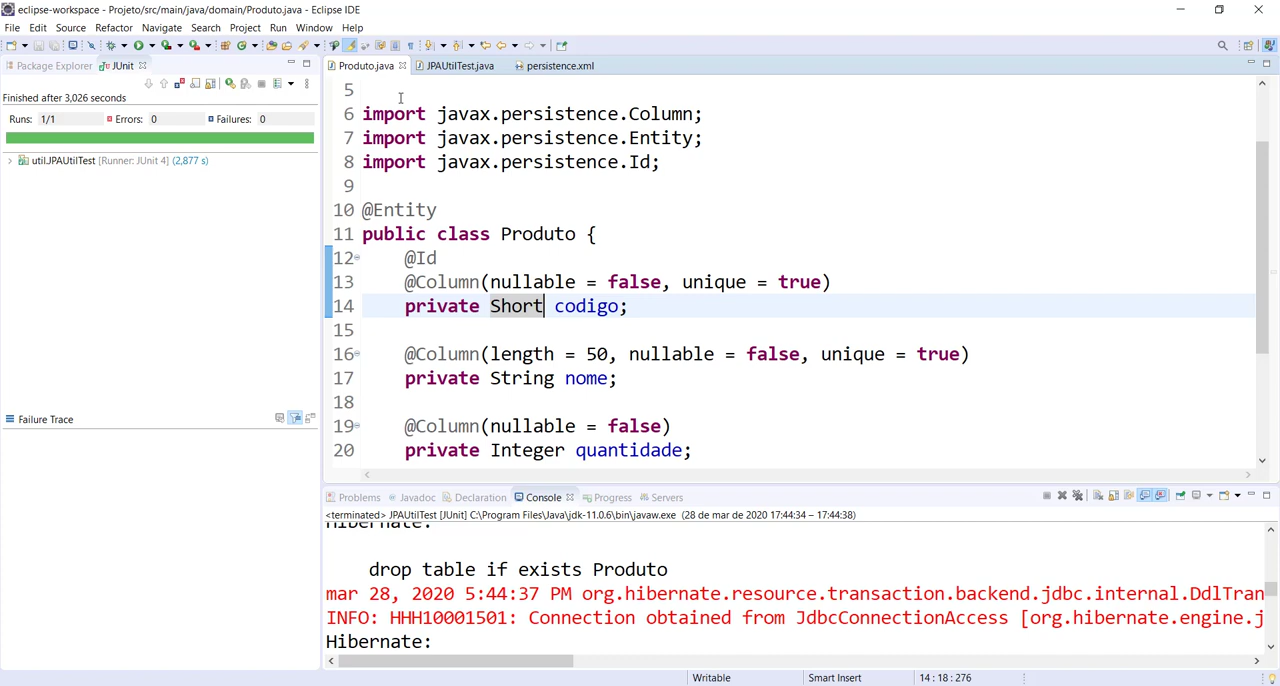 eclipse-workspace - Projeto/src/main/java/domain/Produto.java - Eclipse IDE
File Edit Source Refactor Navigate Search Project Run Window Help
Package Explorer JUnit
Finished after 3,026 seconds
Runs: 1/1 Errors: 0 Failures: 0
util.JPAUtilTest [Runner: JUnit 4] (2,877 s)
Failure Trace
Produto.java JPAUtilTest.java persistence.xml
5
6 import javax.persistence.Column;
7 import javax.persistence.Entity;
8 import javax.persistence.Id;
9
10 @Entity
11 public class Produto {
12 @Id
13 @Column(nullable = false, unique = true)
14 private Short codigo;
15
16 @Column(length = 50, nullable = false, unique = true)
17 private String nome;
18
19 @Column(nullable = false)
20 private Integer quantidade;
Problems Javadoc Declaration Console Progress Servers
<terminated> JPAUtilTest [JUnit] C:\Program Files\Java\jdk-11.0.6\bin\javaw.exe (28 de mar de 2020 17:44:34 – 17:44:38)
Hibernate:
drop table if exists Produto
mar 28, 2020 5:44:37 PM org.hibernate.resource.transaction.backend.jdbc.internal.DdlTran
INFO: HHH10001501: Connection obtained from JdbcConnectionAccess [org.hibernate.engine.j
Hibernate:
Writable Smart Insert 14 : 18 : 276